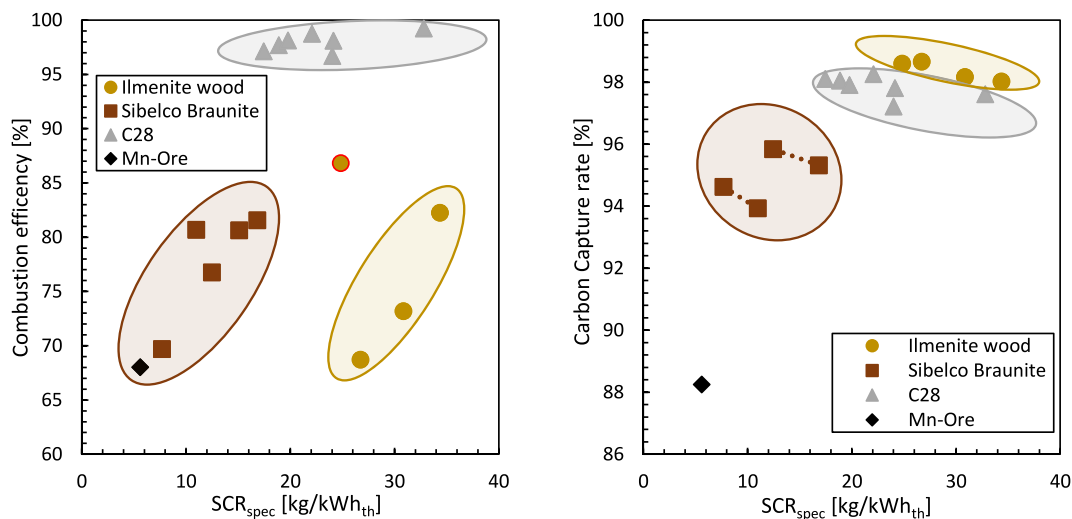 Combustion efficency [%]
100
95
90
85
80
75
70
65
60
Ilmenite wood
Sibelco Braunite
C28
Mn-Ore
0
10
20
30
40
SCRspec [kg/kWhth]
Carbon Capture rate [%]
100
98
96
94
92
90
88
86
Ilmenite wood
Sibelco Braunite
C28
Mn-Ore
0
10
20
30
40
SCRspec [kg/kWhth]